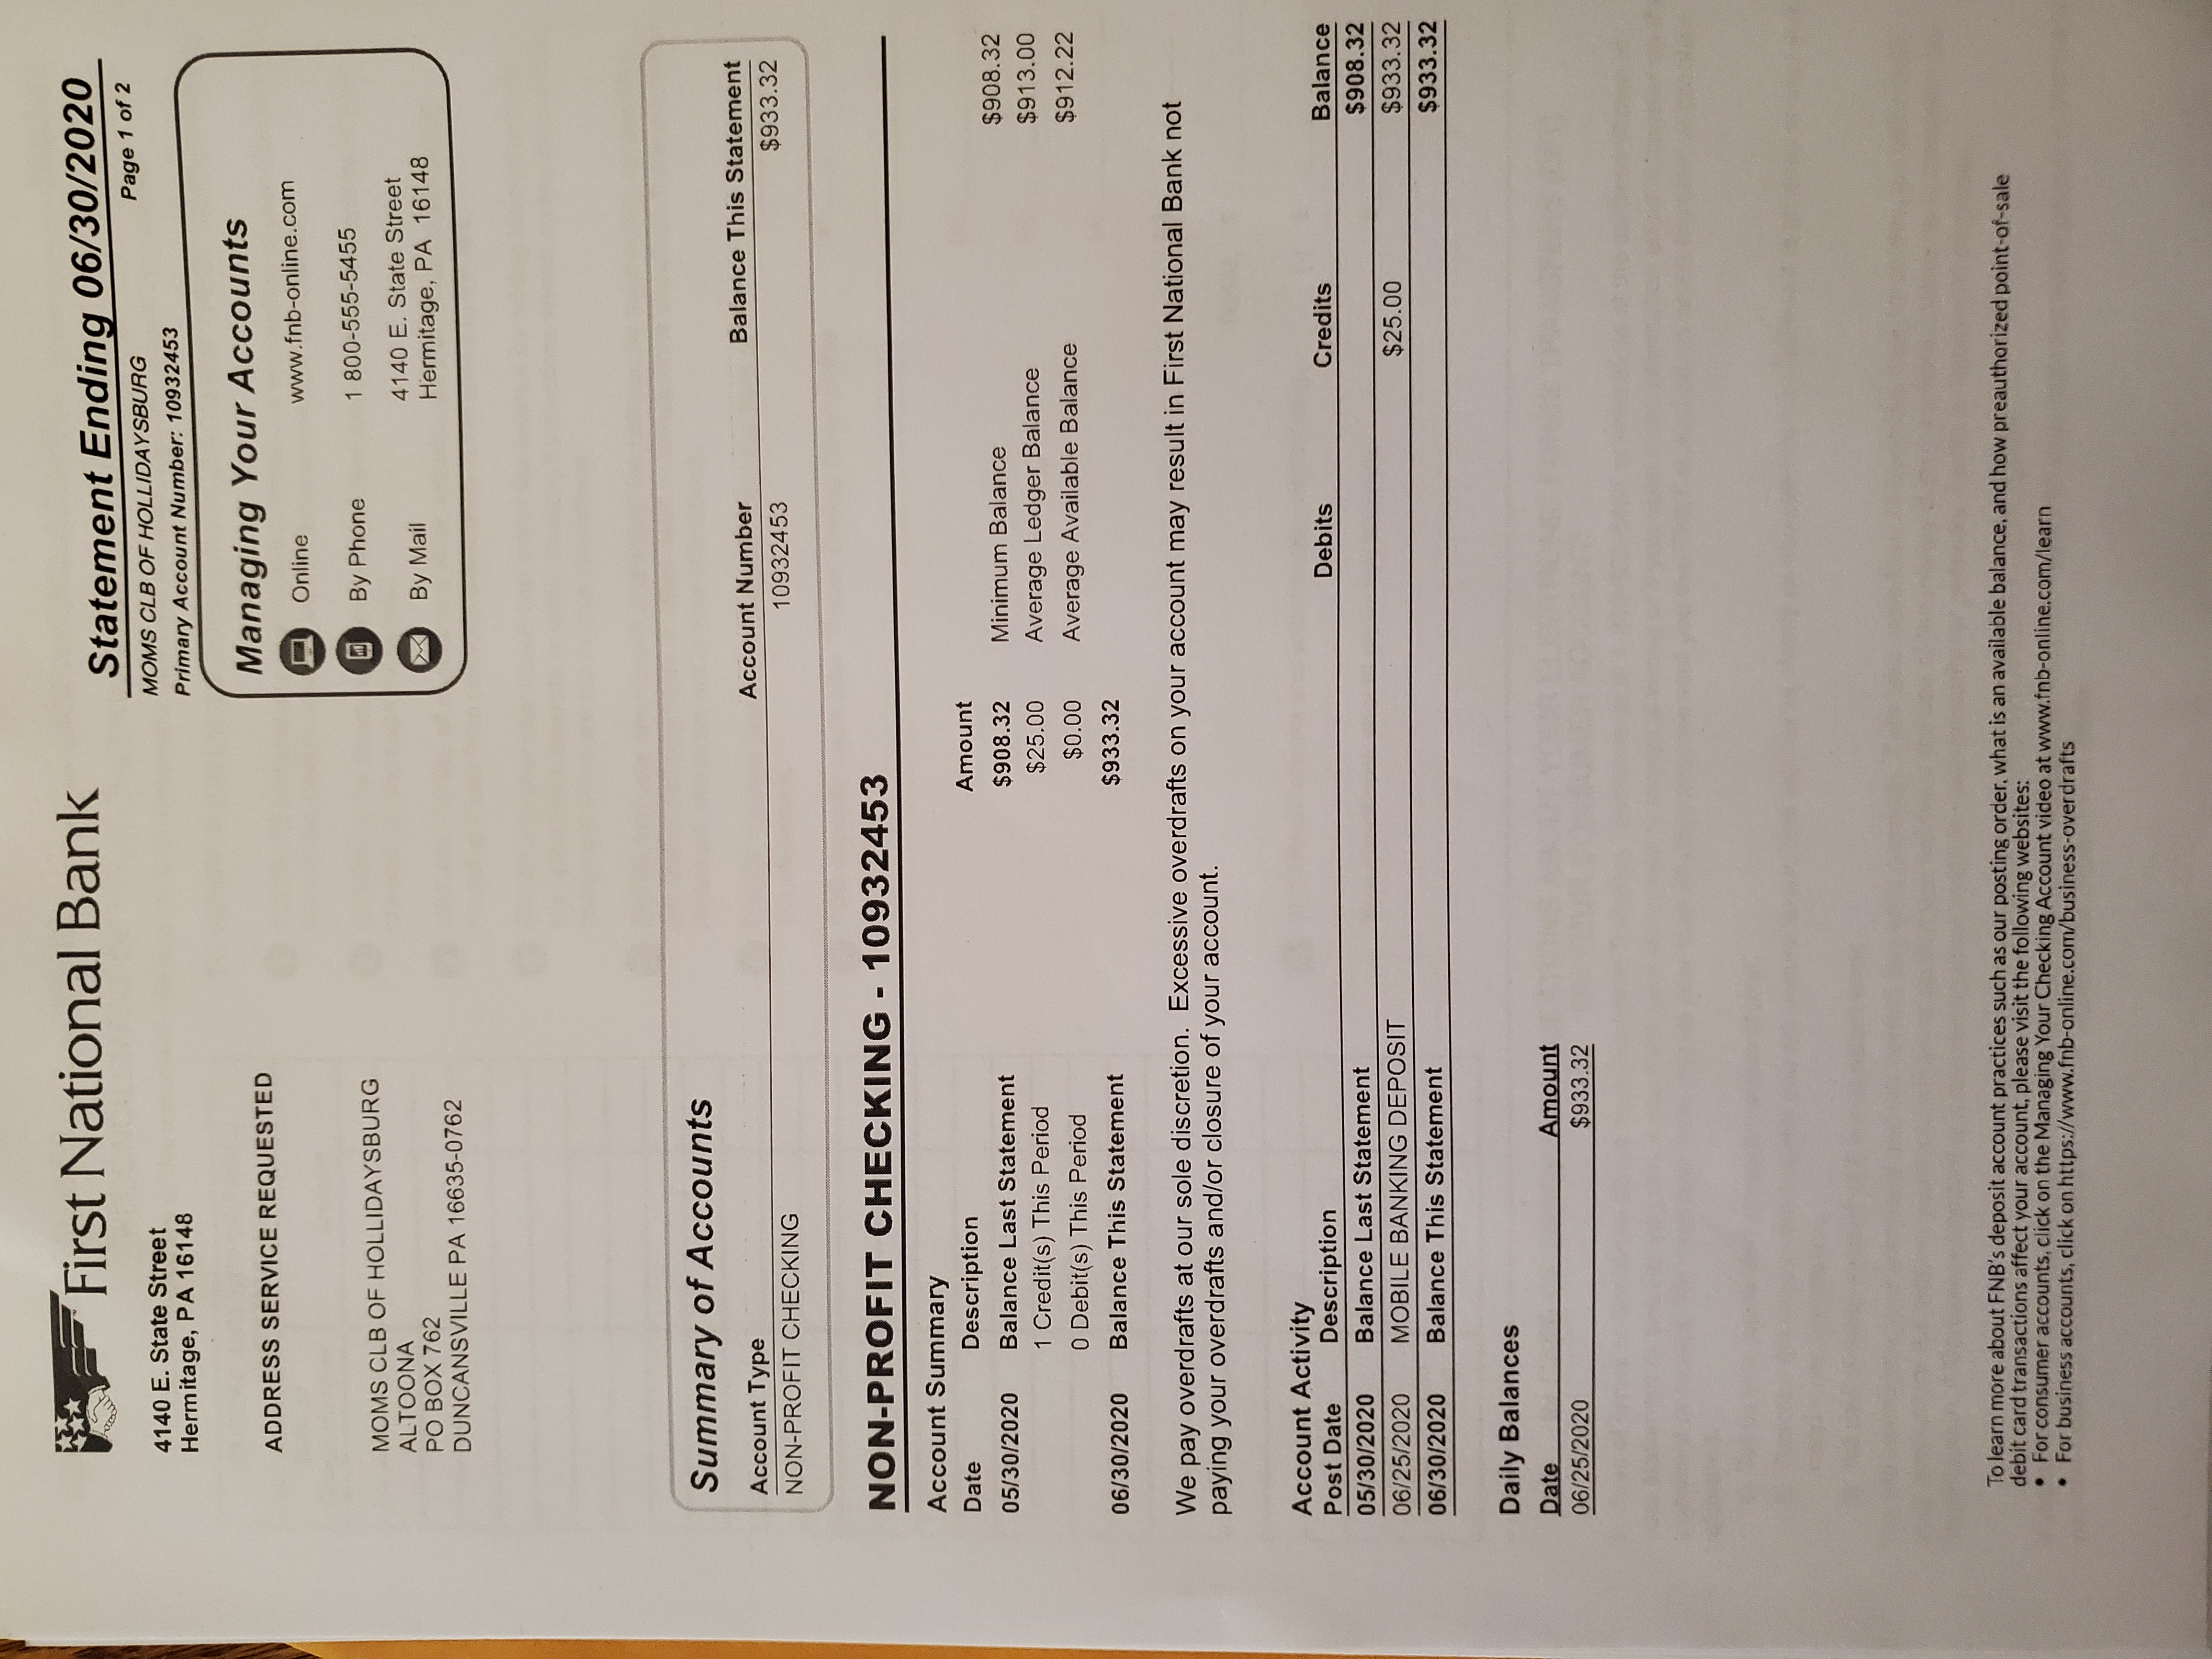 First National Bank
4140 E. State Street
Hermitage, PA 16148
Statement Ending 06/30/2020
MOMS CLB OF HOLLIDAYSBURG Page 1 of 2
Primary Account Number: 10932453
ADDRESS SERVICE REQUESTED
MOMS CLB OF HOLLIDAYSBURG
ALTOONA
PO BOX 762
DUNCANSVILLE PA 16635-0762
Managing Your Accounts
Online www.fnb-online.com
By Phone 1 800-555-5455
By Mail 4140 E. State Street
Hermitage, PA 16148
Summary of Accounts
Account Type Account Number Balance This Statement
NON-PROFIT CHECKING 10932453 $933.32
NON-PROFIT CHECKING - 10932453
Account Summary
Date Description Amount
05/30/2020 Balance Last Statement $908.32 Minimum Balance $908.32
1 Credit(s) This Period $25.00 Average Ledger Balance $913.00
0 Debit(s) This Period $0.00 Average Available Balance $912.22
06/30/2020 Balance This Statement $933.32
We pay overdrafts at our sole discretion. Excessive overdrafts on your account may result in First National Bank not
paying your overdrafts and/or closure of your account.
Account Activity
Post Date Description Debits Credits Balance
05/30/2020 Balance Last Statement $908.32
06/25/2020 MOBILE BANKING DEPOSIT $25.00 $933.32
06/30/2020 Balance This Statement $933.32
Daily Balances
Date Amount
06/25/2020 $933.32
To learn more about FNB's deposit account practices such as our posting order, what is an available balance, and how preauthorized point-of-sale
debit card transactions affect your account, please visit the following websites:
• For consumer accounts, click on the Managing Your Checking Account video at www.fnb-online.com/learn
• For business accounts, click on https://www.fnb-online.com/business-overdrafts